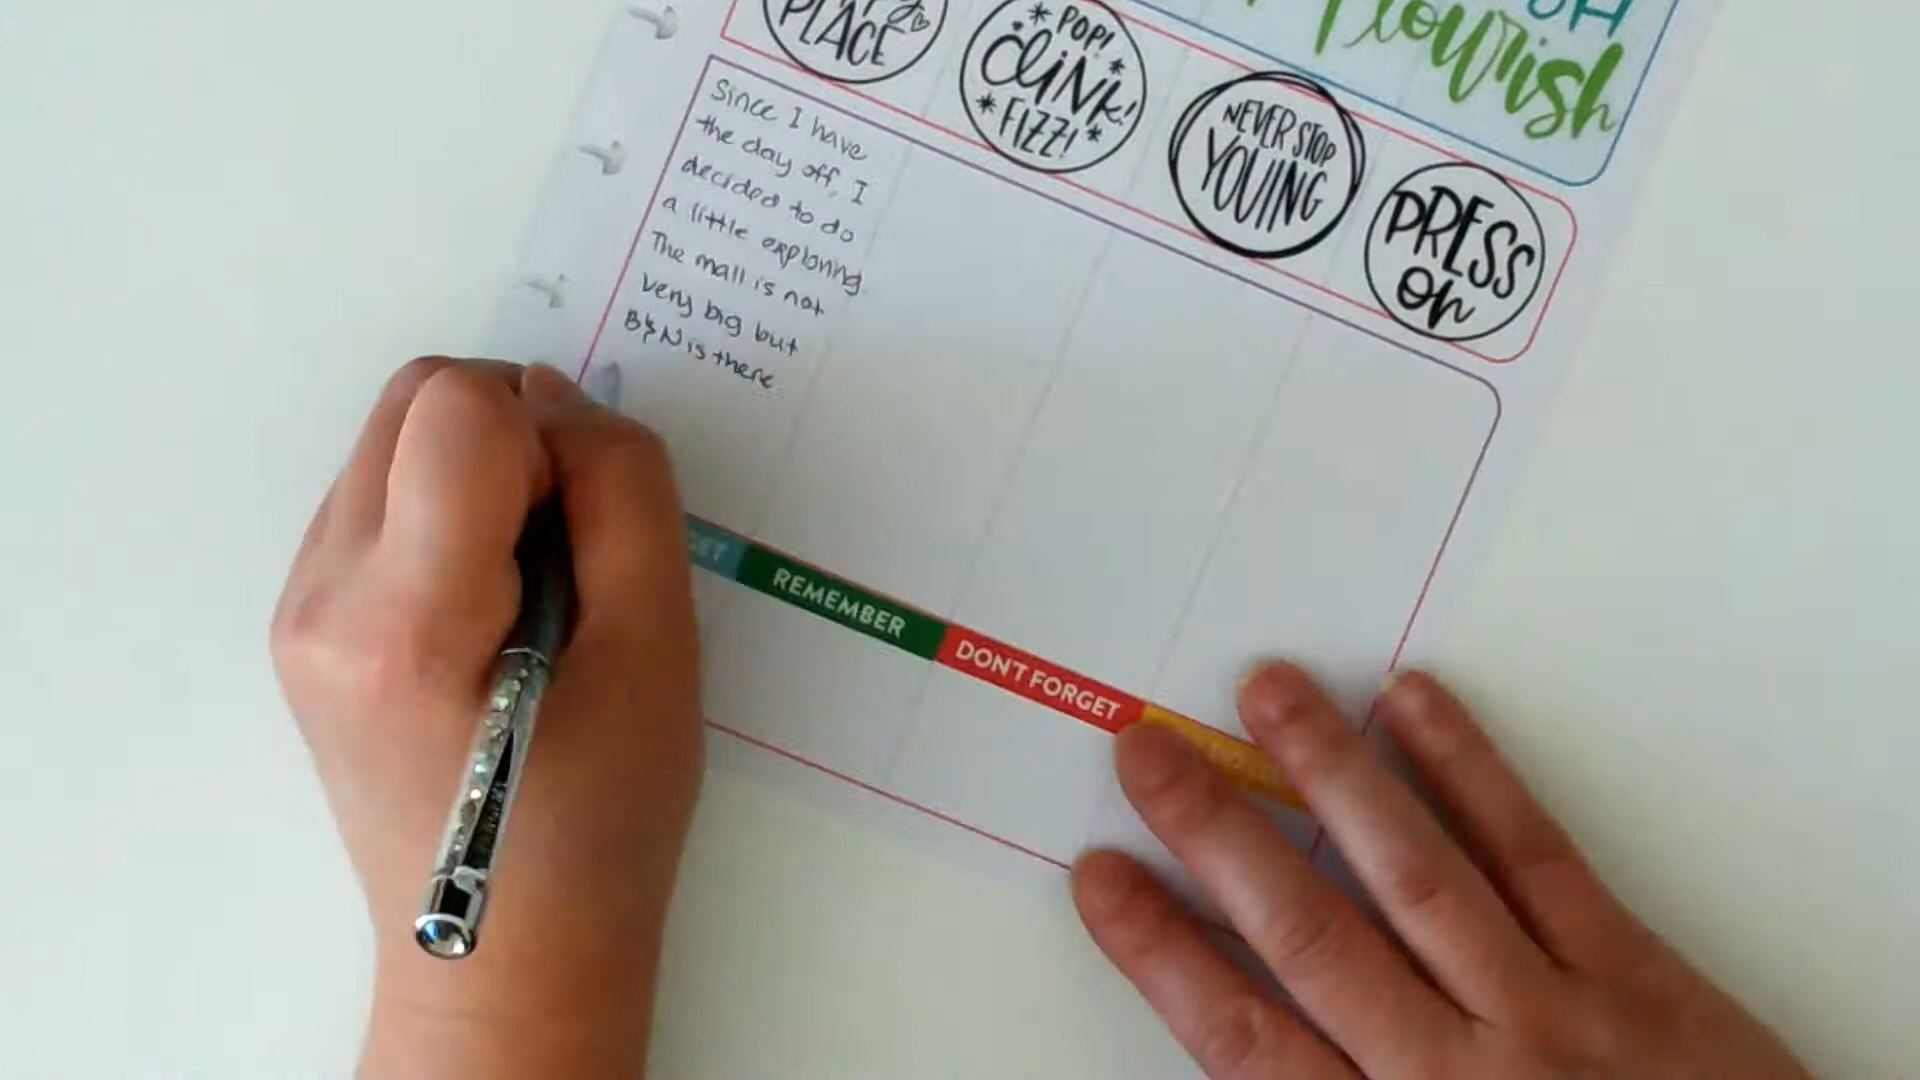 flourish
PLACE
POP!
CLINK!
FIZZ!
NEVER STOP
YOUING
PRESS
on
Since I have
the day off, I
decided to do
a little exploring.
The mall is not
very big but
B&N is there.
REMEMBER
DON'T FORGET